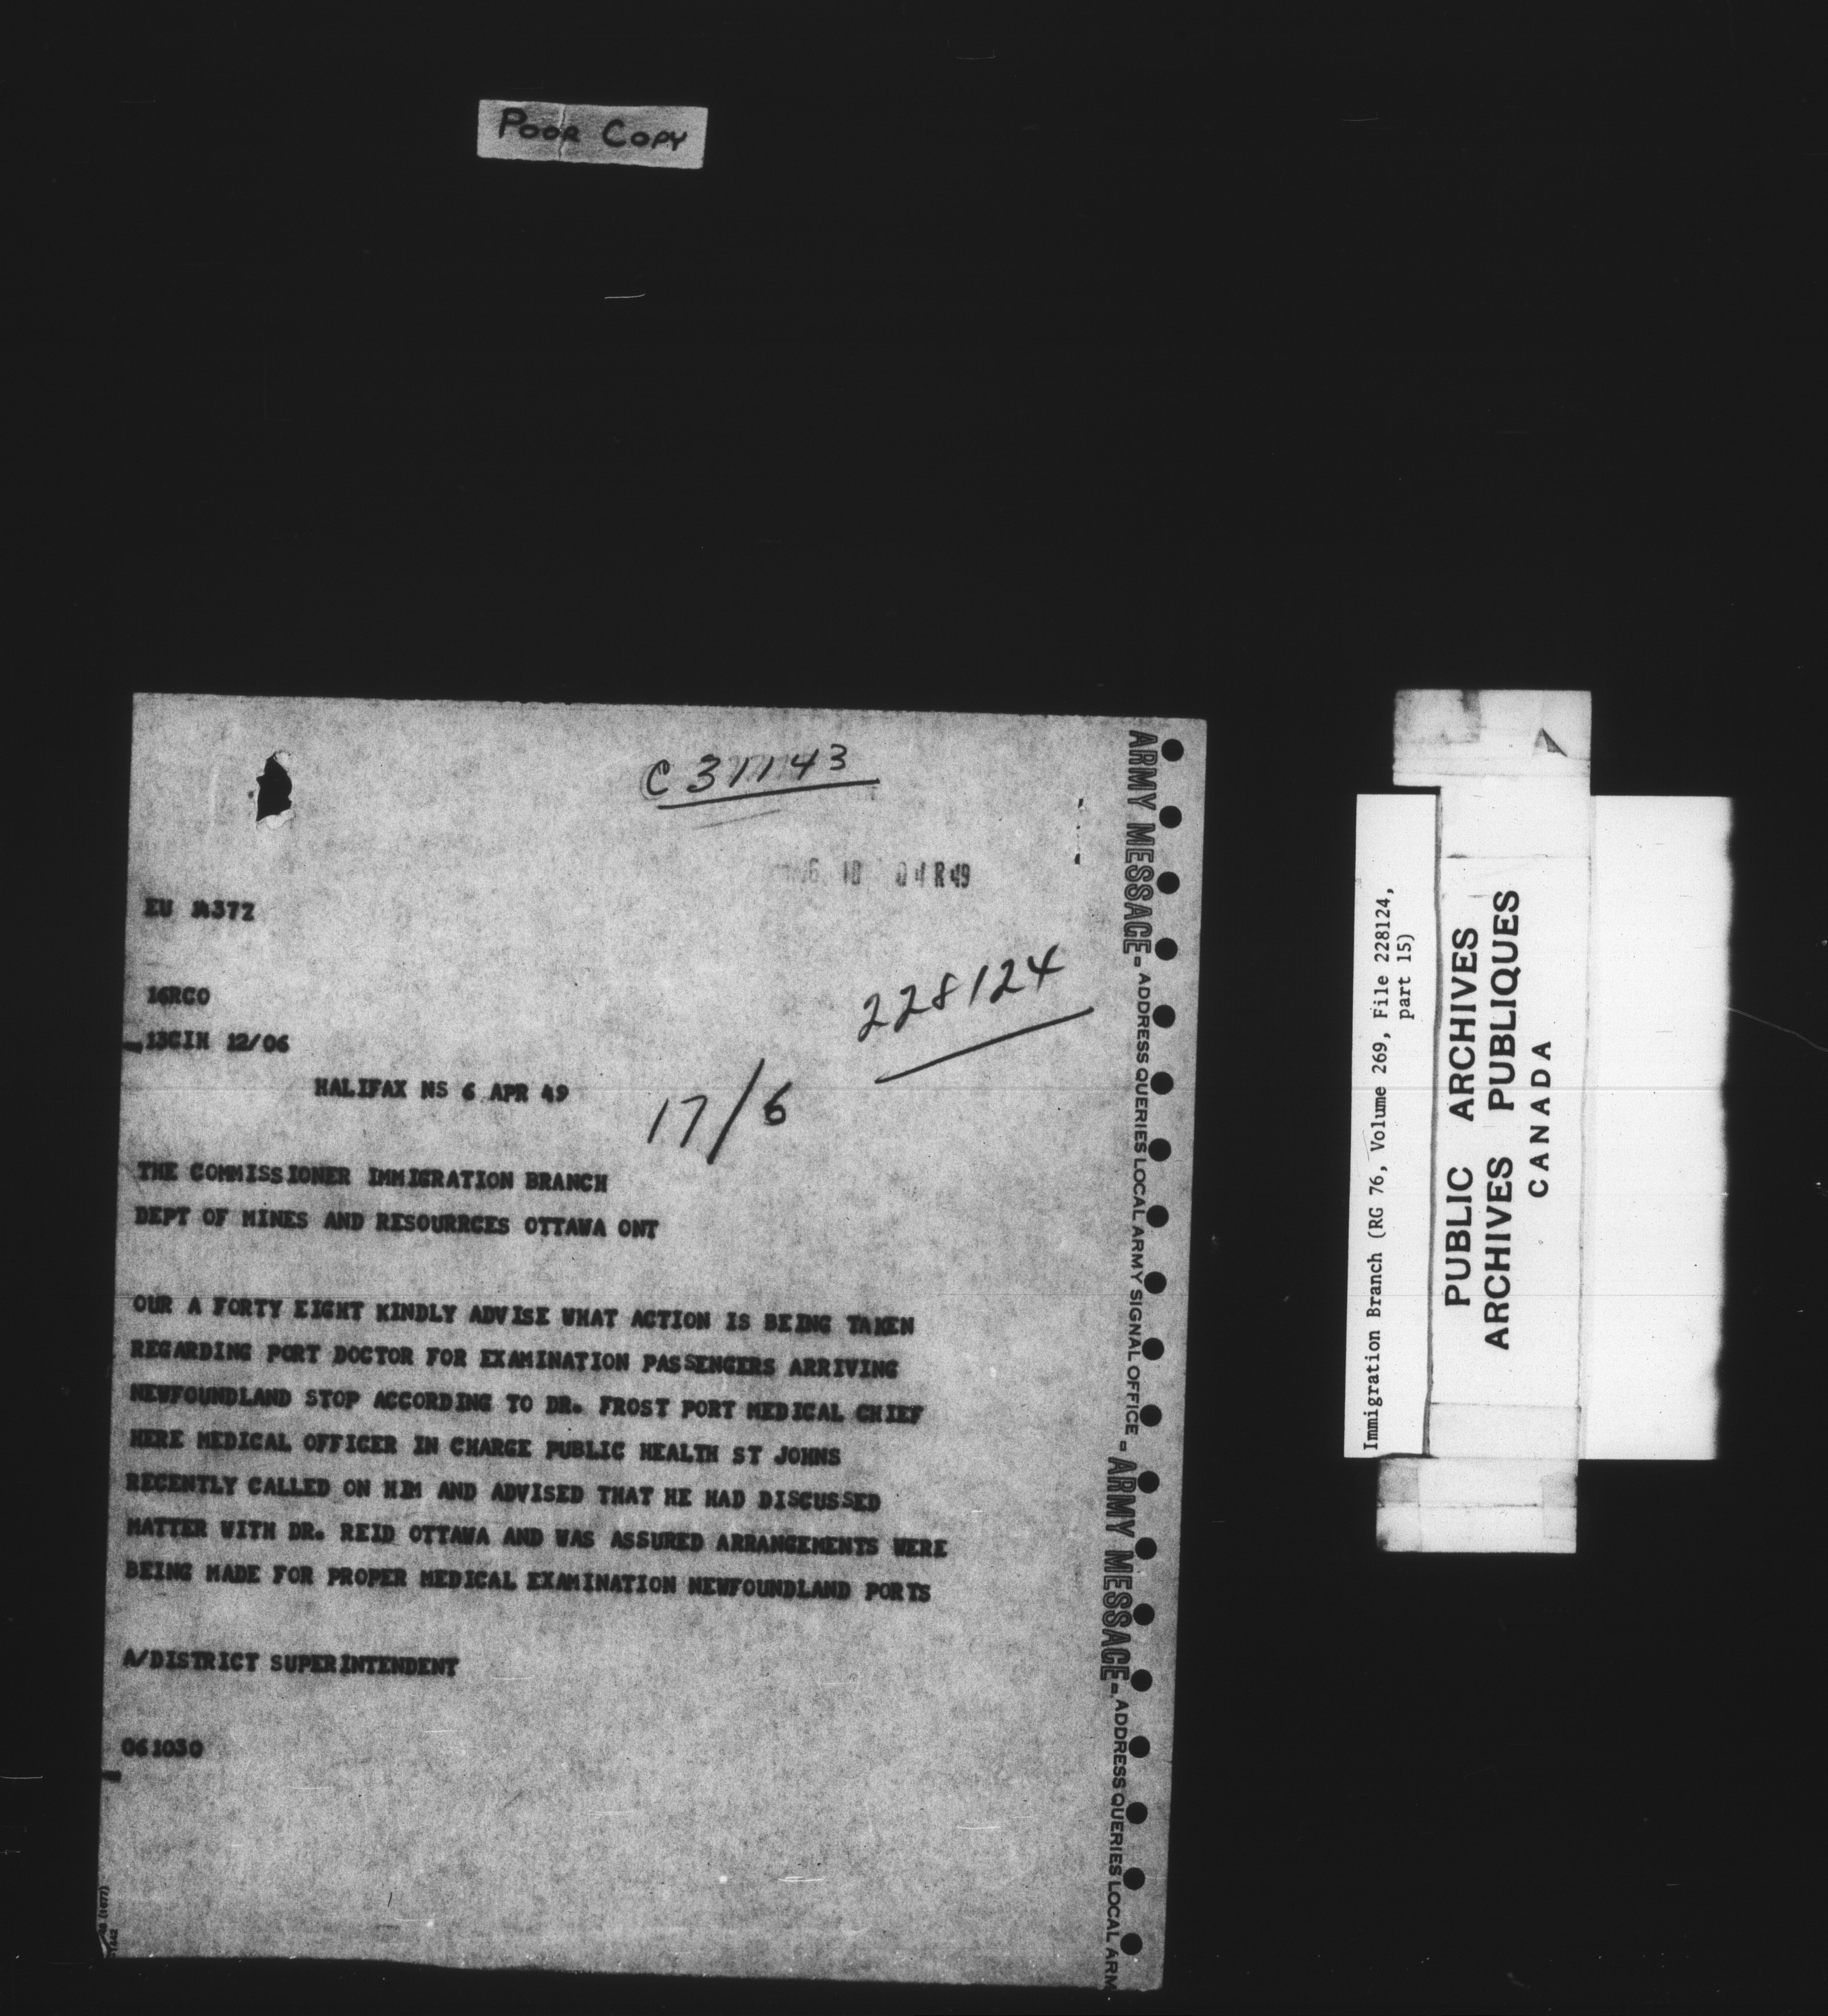 POOR COPY
C 31143
6 10 04 R 49
EU 14372
228124
16RCO
13CIH 12/06
HALIFAX NS 6 APR 49
17/6
THE COMMISSIONER IMMIGRATION BRANCH
DEPT OF MINES AND RESOURRCES OTTAWA ONT
OUR A FORTY EIGHT KINDLY ADVISE WHAT ACTION IS BEING TAKEN
REGARDING PORT DOCTOR FOR EXAMINATION PASSENGERS ARRIVING
NEWFOUNDLAND STOP ACCORDING TO DR. FROST PORT MEDICAL CHIEF
HERE MEDICAL OFFICER IN CHARGE PUBLIC HEALTH ST JOHNS
RECENTLY CALLED ON HIM AND ADVISED THAT HE HAD DISCUSSED
MATTER WITH DR. REID OTTAWA AND WAS ASSURED ARRANGEMENTS WERE
BEING MADE FOR PROPER MEDICAL EXAMINATION NEWFOUNDLAND PORTS
A/DISTRICT SUPERINTENDENT
061030
ARMY MESSAGE = ADDRESS QUERIES LOCAL ARMY SIGNAL OFFICE = ARMY MESSAGE = ADDRESS QUERIES LOCAL ARM
Immigration Branch (RG 76, Volume 269, File 228124,
part 15)
PUBLIC ARCHIVES
ARCHIVES PUBLIQUES
CANADA